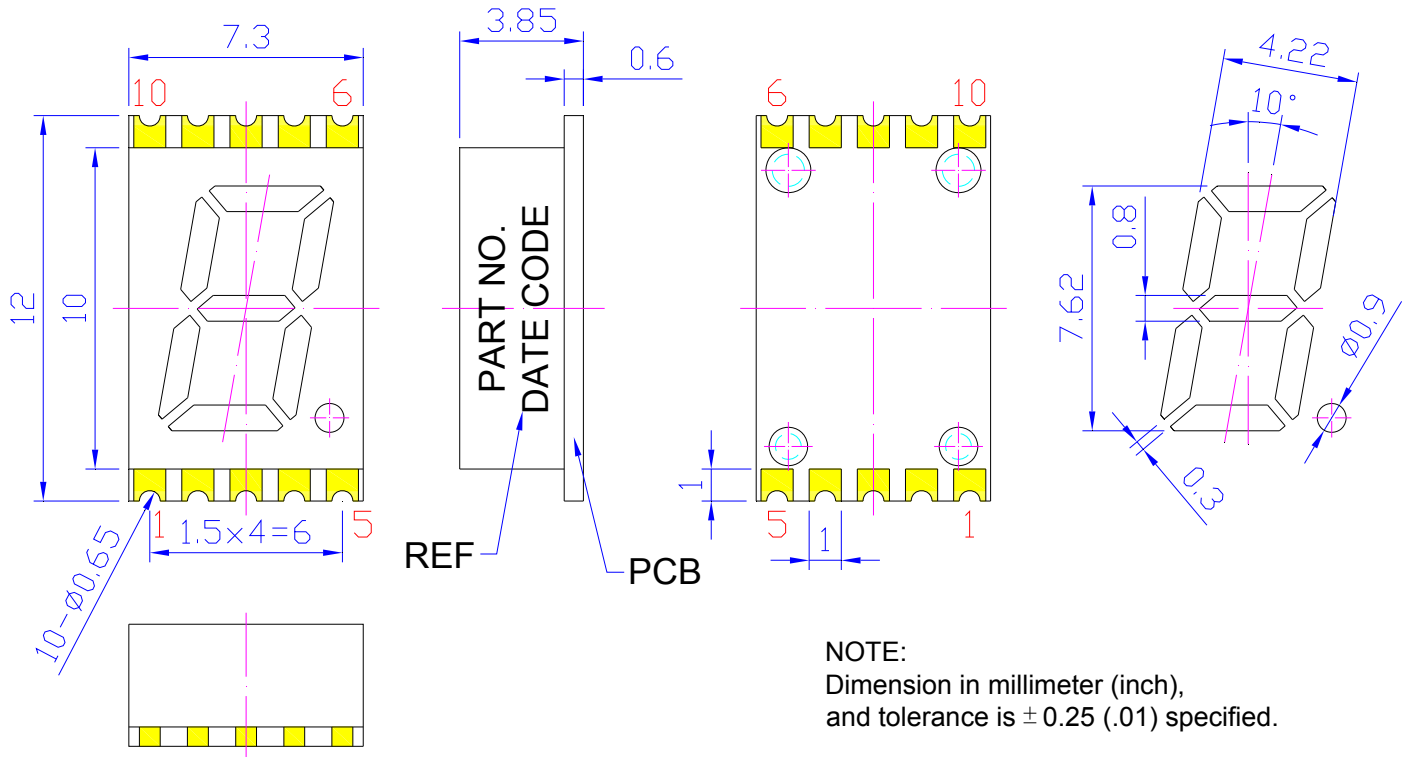 7.3
3.85
0.6
4.22
10°
10 6
6 10
12
10
PART NO.
DATE CODE
7.62
0.8
Ø0.9
0.3
1 5
1.5×4=6
10-Ø0.65
REF
PCB
1
5 1
1
NOTE:
Dimension in millimeter (inch),
and tolerance is ±0.25 (.01) specified.